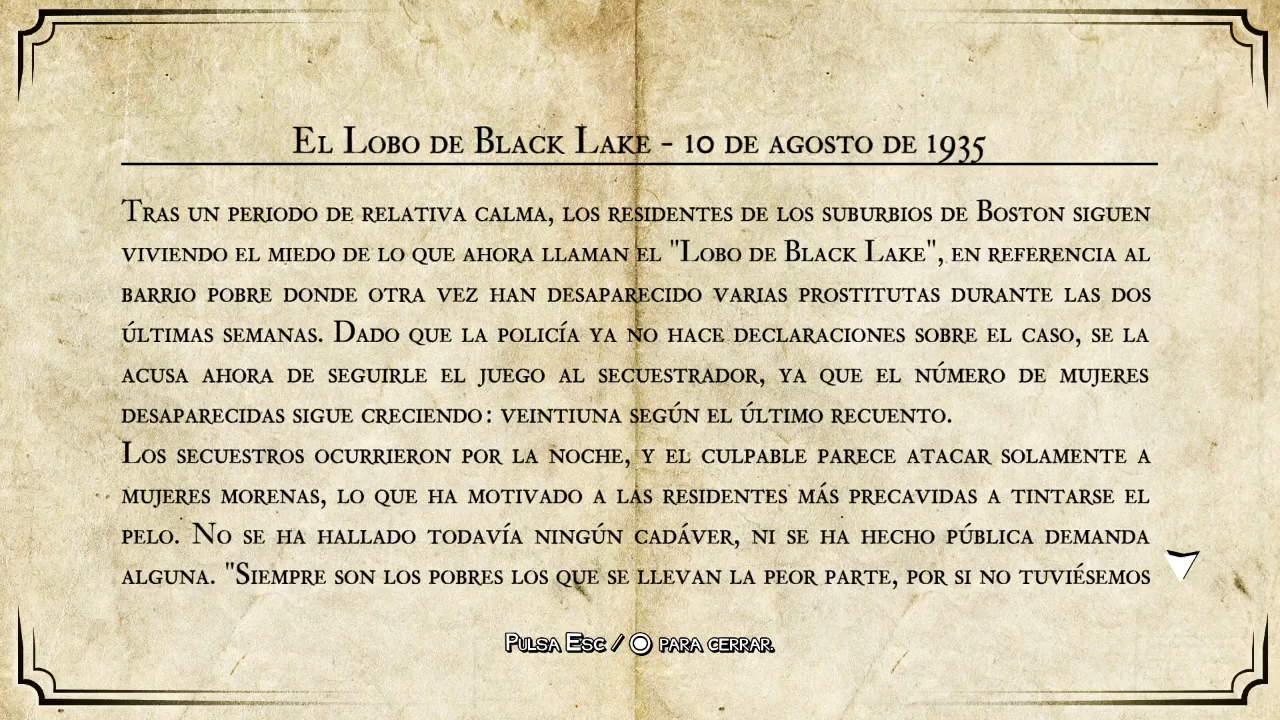 El Lobo de Black Lake - 10 de agosto de 1935
Tras un periodo de relativa calma, los residentes de los suburbios de Boston siguen
viviendo el miedo de lo que ahora llaman el "Lobo de Black Lake", en referencia al
barrio pobre donde otra vez han desaparecido varias prostitutas durante las dos
últimas semanas. Dado que la policía ya no hace declaraciones sobre el caso, se la
acusa ahora de seguirle el juego al secuestrador, ya que el número de mujeres
desaparecidas sigue creciendo: veintiuna según el último recuento.
Los secuestros ocurrieron por la noche, y el culpable parece atacar solamente a
mujeres morenas, lo que ha motivado a las residentes más precavidas a tintarse el
pelo. No se ha hallado todavía ningún cadáver, ni se ha hecho pública demanda
alguna. "Siempre son los pobres los que se llevan la peor parte, por si no tuviésemos
Pulsa Esc / para cerrar.